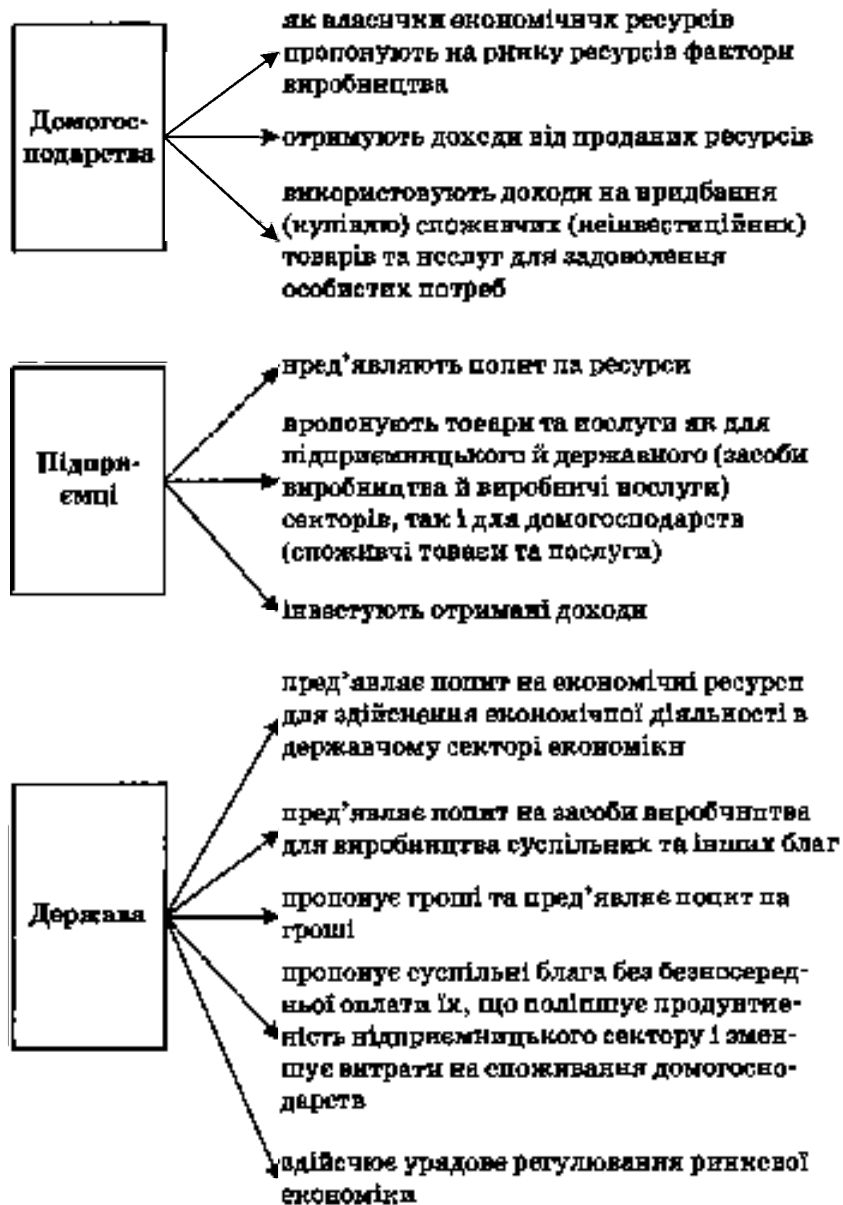 Домогос-
подарства
як власники економічних ресурсів
пропонують на ринку ресурсів фактори
виробництва
отримують доходи від проданих ресурсів
використовують доходи на придбання
(купівлю) споживчих (неінвестиційних)
товарів та послуг для задоволення
особистих потреб
Підпри-
ємці
пред’являють попит на ресурси
пропонують товари та послуги як для
підприємницького й державного (засоби
виробництва й виробничі послуги)
секторів, так і для домогосподарств
(споживчі товари та послуги)
інвестують отримані доходи
Держава
пред’являє попит на економічні ресурси
для здійснення економічної діяльності в
державному секторі економіки
пред’являє попит на засоби виробництва
для виробництва суспільних та інших благ
пропонує гроші та пред’являє попит на
гроші
пропонує суспільні блага без безпосеред-
ньої оплати їх, що поліпшує продуктив-
ність підприємницького сектору і змен-
шує витрати на споживання домогоспо-
дарств
здійснює урядове регулювання ринкової
економіки